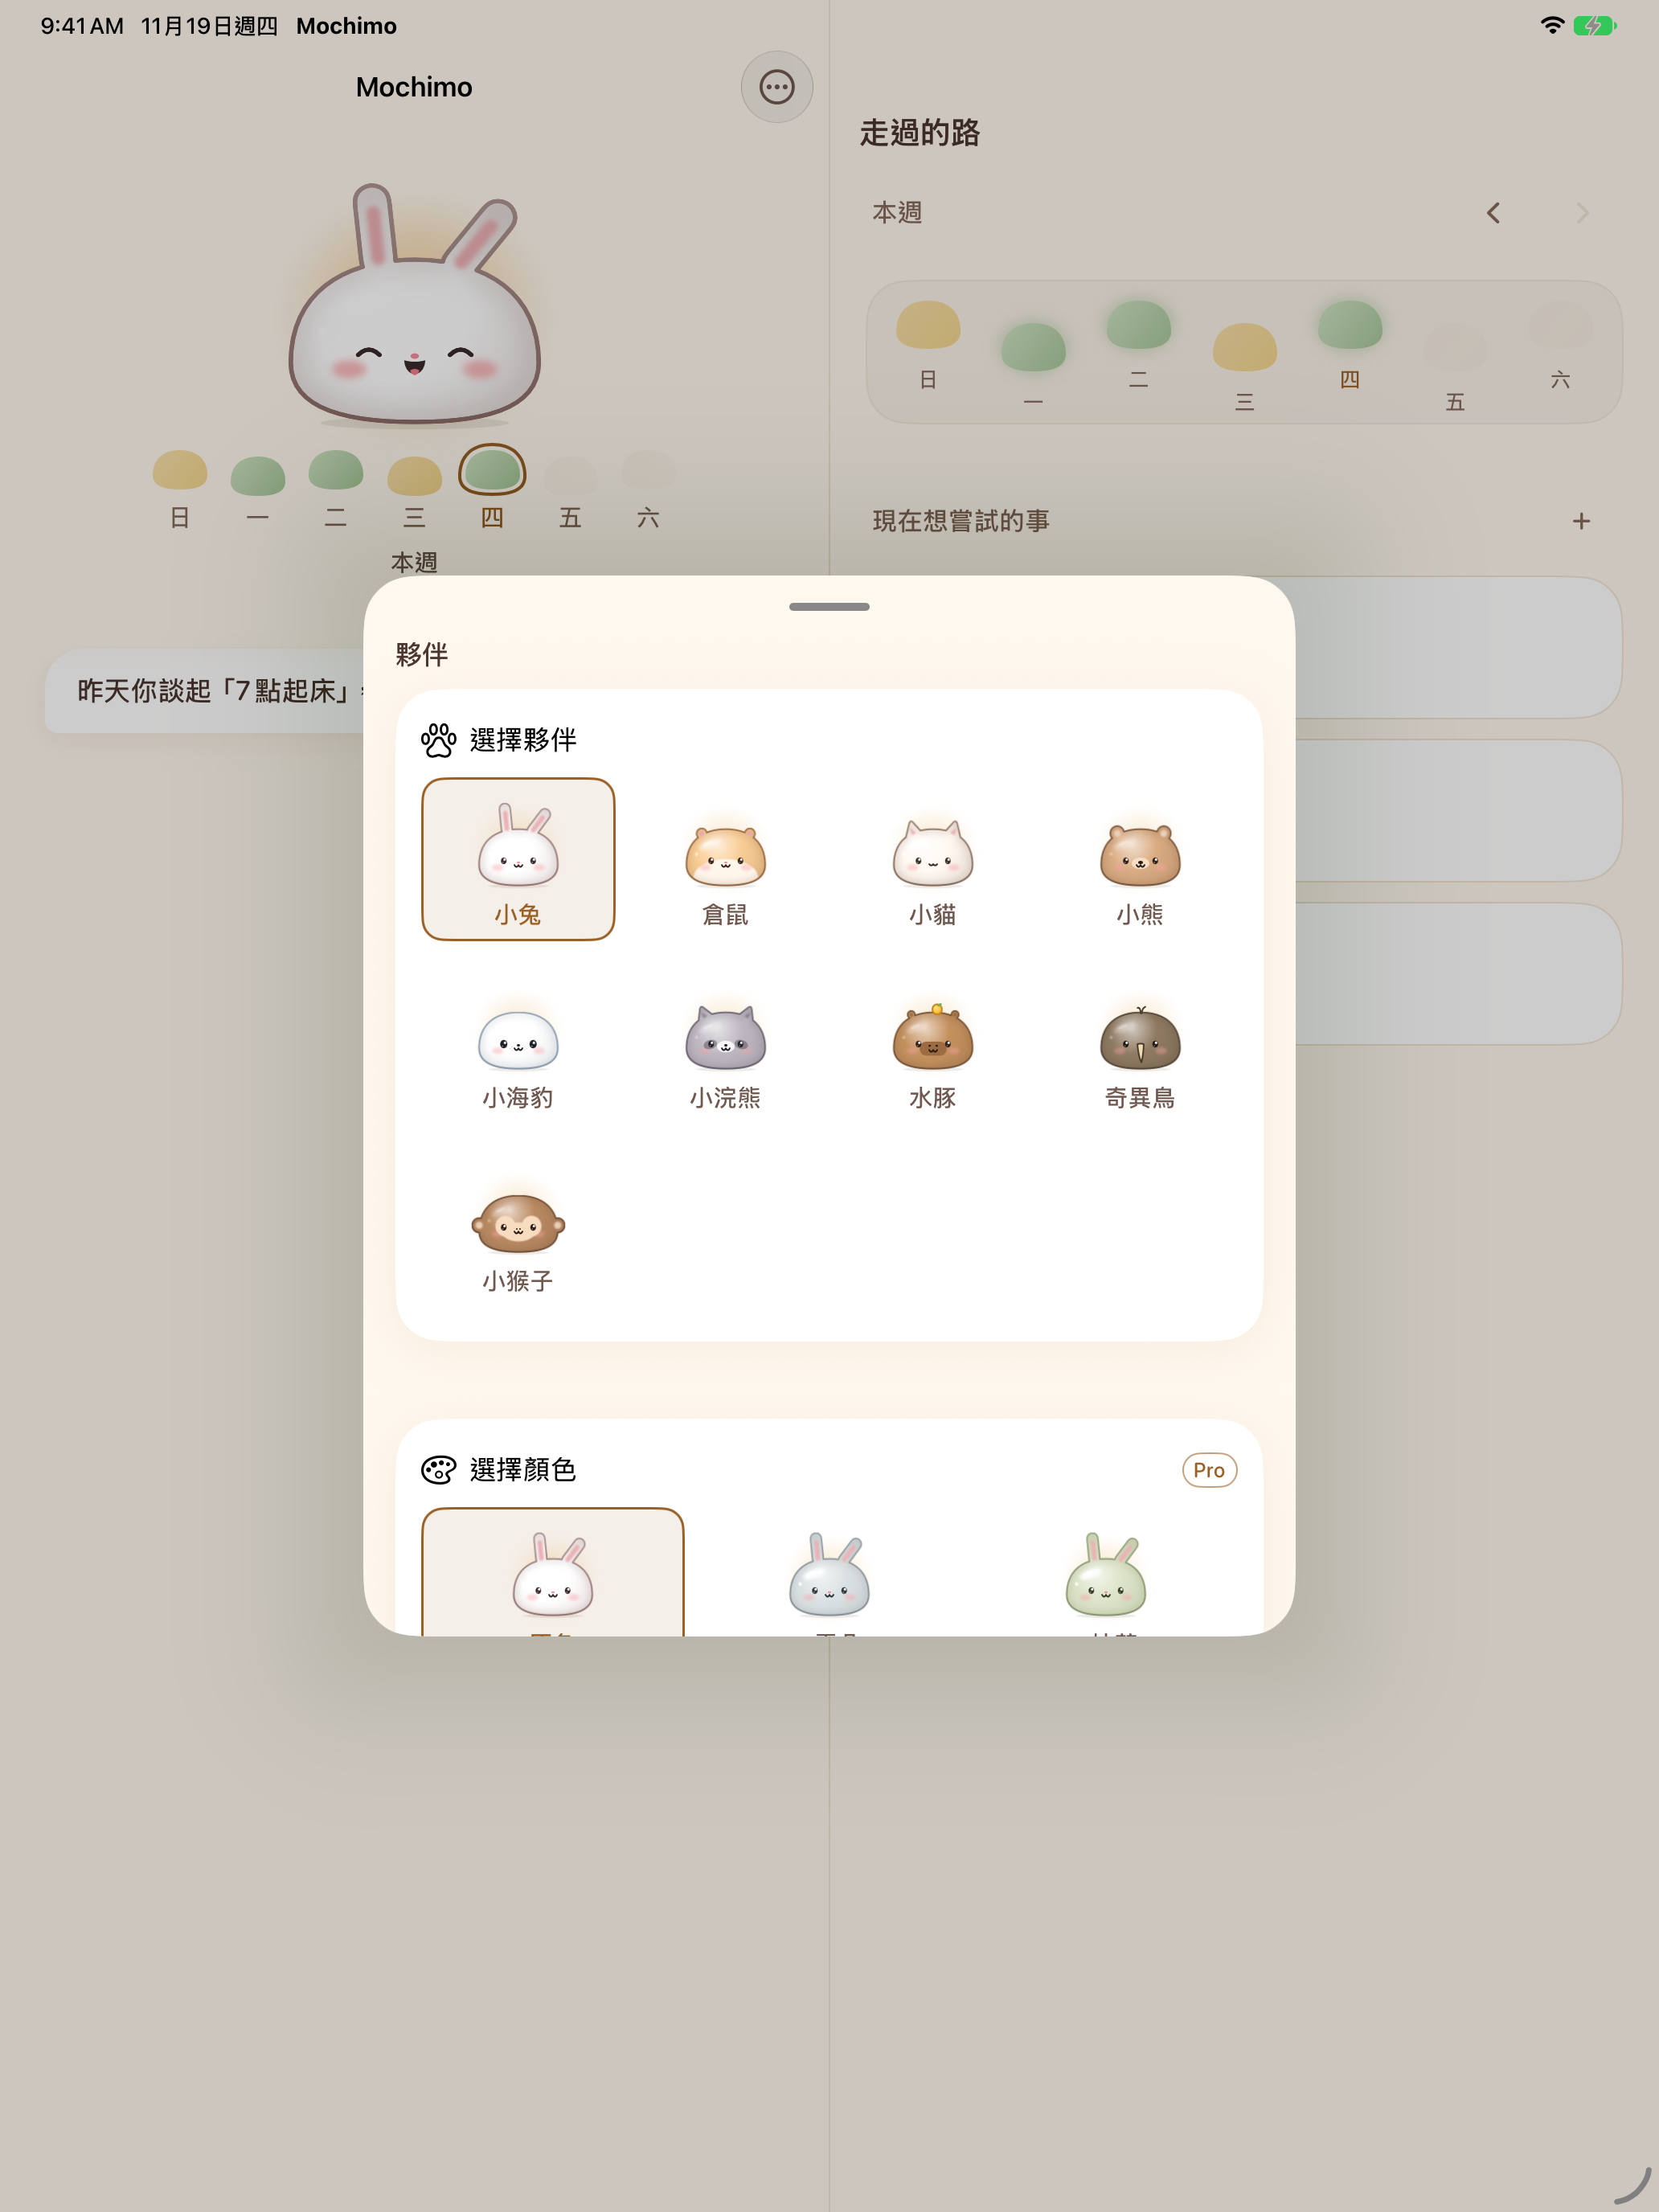 9:41 AM 11月19日週四 Mochimo
Mochimo
日 一 二 三 四 五 六
本週
昨天你談起「7點起床」
走過的路
本週
日 一 二 三 四 五 六
現在想嘗試的事
夥伴
選擇夥伴
小兔 倉鼠 小貓 小熊
小海豹 小浣熊 水豚 奇異鳥
小猴子
選擇顏色 Pro